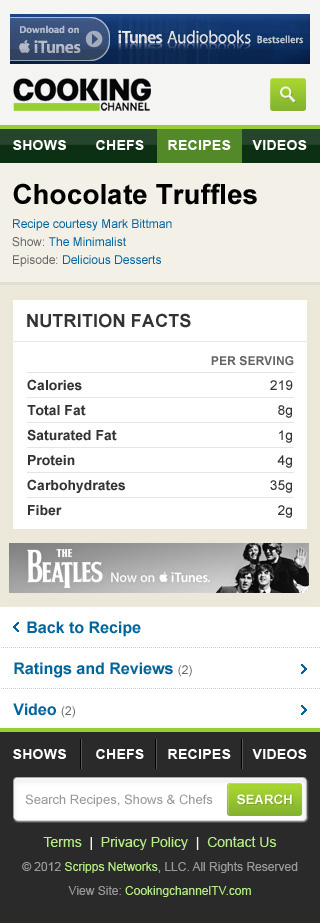 Download on
iTunes
iTunes Audiobooks Bestsellers
COOKING
CHANNEL
SHOWS CHEFS RECIPES VIDEOS
Chocolate Truffles
Recipe courtesy Mark Bittman
Show: The Minimalist
Episode: Delicious Desserts
NUTRITION FACTS
PER SERVING
Calories 219
Total Fat 8g
Saturated Fat 1g
Protein 4g
Carbohydrates 35g
Fiber 2g
THE
BEATLES Now on iTunes.
Back to Recipe
Ratings and Reviews (2)
Video (2)
SHOWS CHEFS RECIPES VIDEOS
Search Recipes, Shows & Chefs SEARCH
Terms | Privacy Policy | Contact Us
© 2012 Scripps Networks, LLC. All Rights Reserved
View Site: CookingchannelTV.com